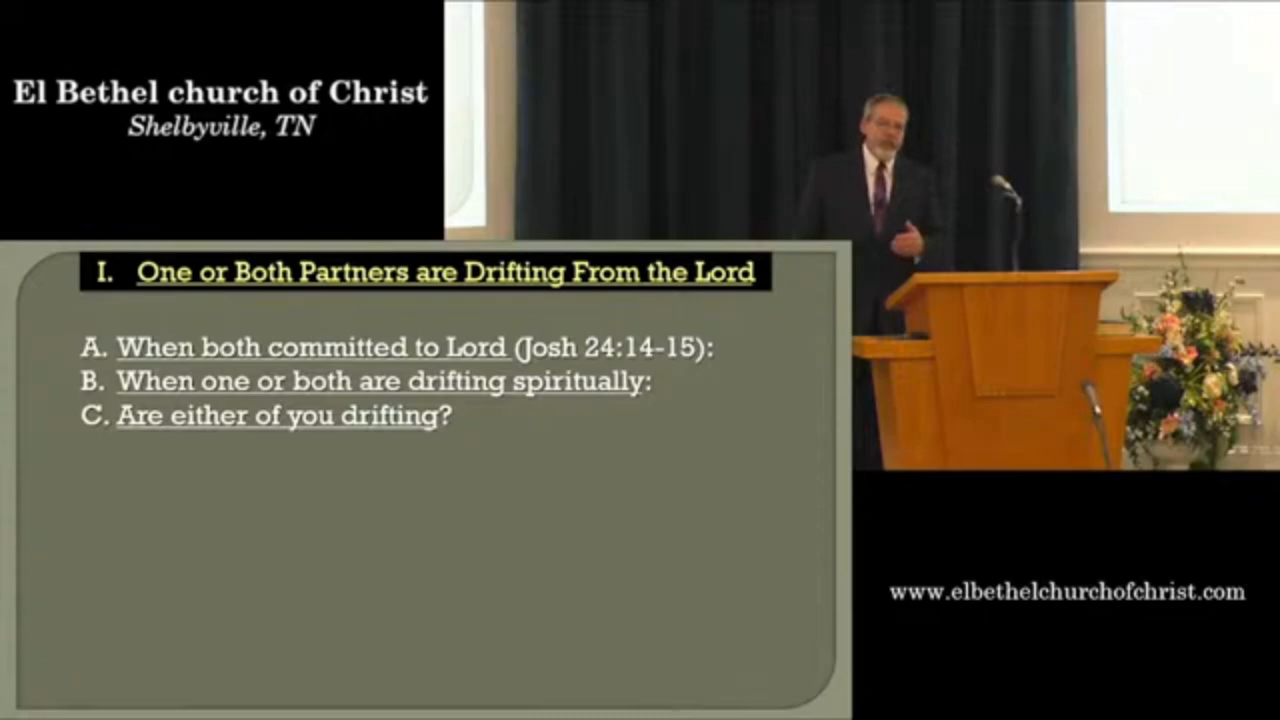 El Bethel church of Christ
Shelbyville, TN
I. One or Both Partners are Drifting From the Lord
A. When both committed to Lord (Josh 24:14-15):
B. When one or both are drifting spiritually:
C. Are either of you drifting?
www.elbethelchurchofchrist.com